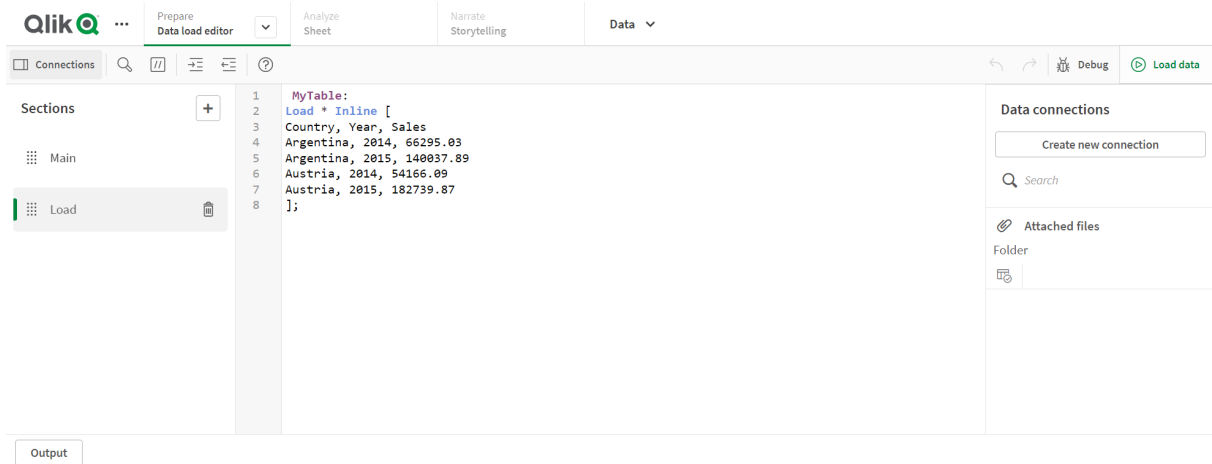 Qlik
Prepare
Data load editor
Analyze
Sheet
Narrate
Storytelling
Data
Connections
Debug
Load data
Sections
Main
Load
1 MyTable:
2 Load * Inline [
3 Country, Year, Sales
4 Argentina, 2014, 66295.03
5 Argentina, 2015, 140037.89
6 Austria, 2014, 54166.09
7 Austria, 2015, 182739.87
8 ];
Data connections
Create new connection
Search
Attached files
Folder
Output